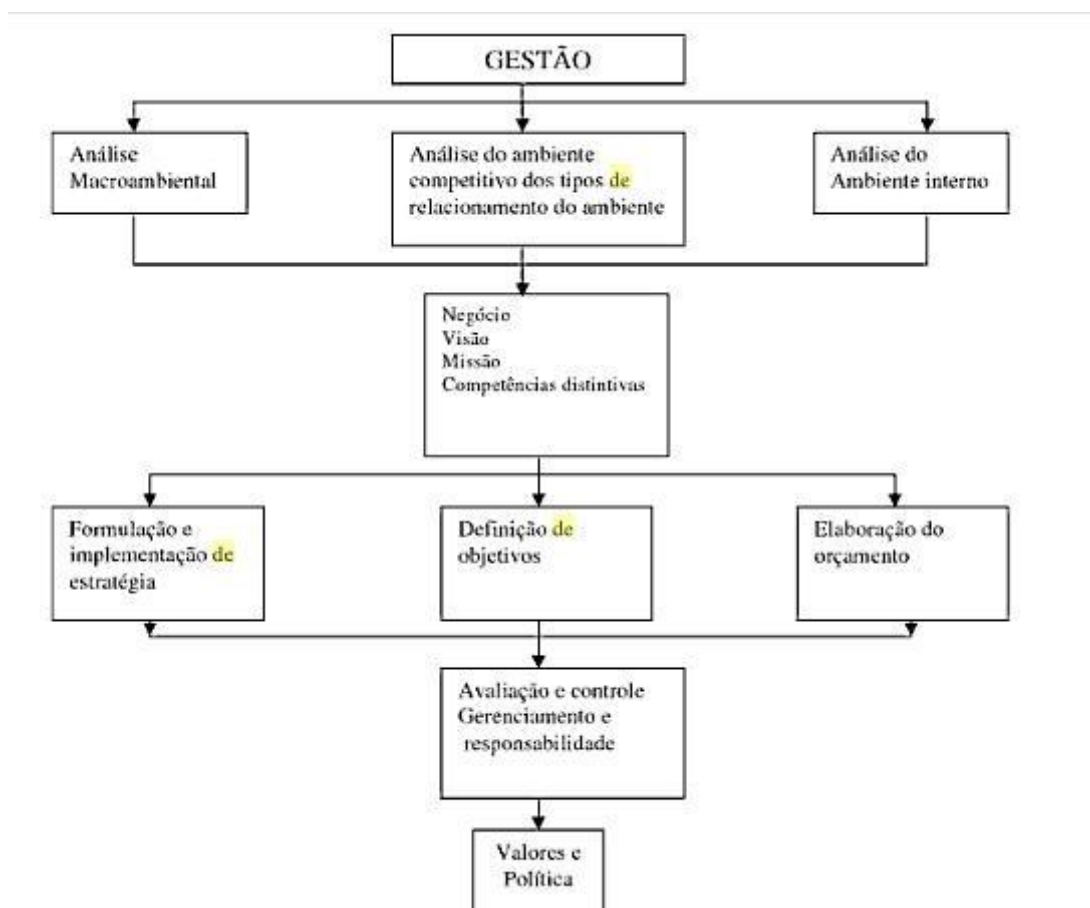 GESTÃO
Análise
Macroambiental
Análise do ambiente
competitivo dos tipos de
relacionamento do ambiente
Análise do
Ambiente interno
Negócio
Visão
Missão
Competências distintivas
Formulação e
implementação de
estratégia
Definição de
objetivos
Elaboração do
orçamento
Avaliação e controle
Gerenciamento e
responsabilidade
Valores e
Política